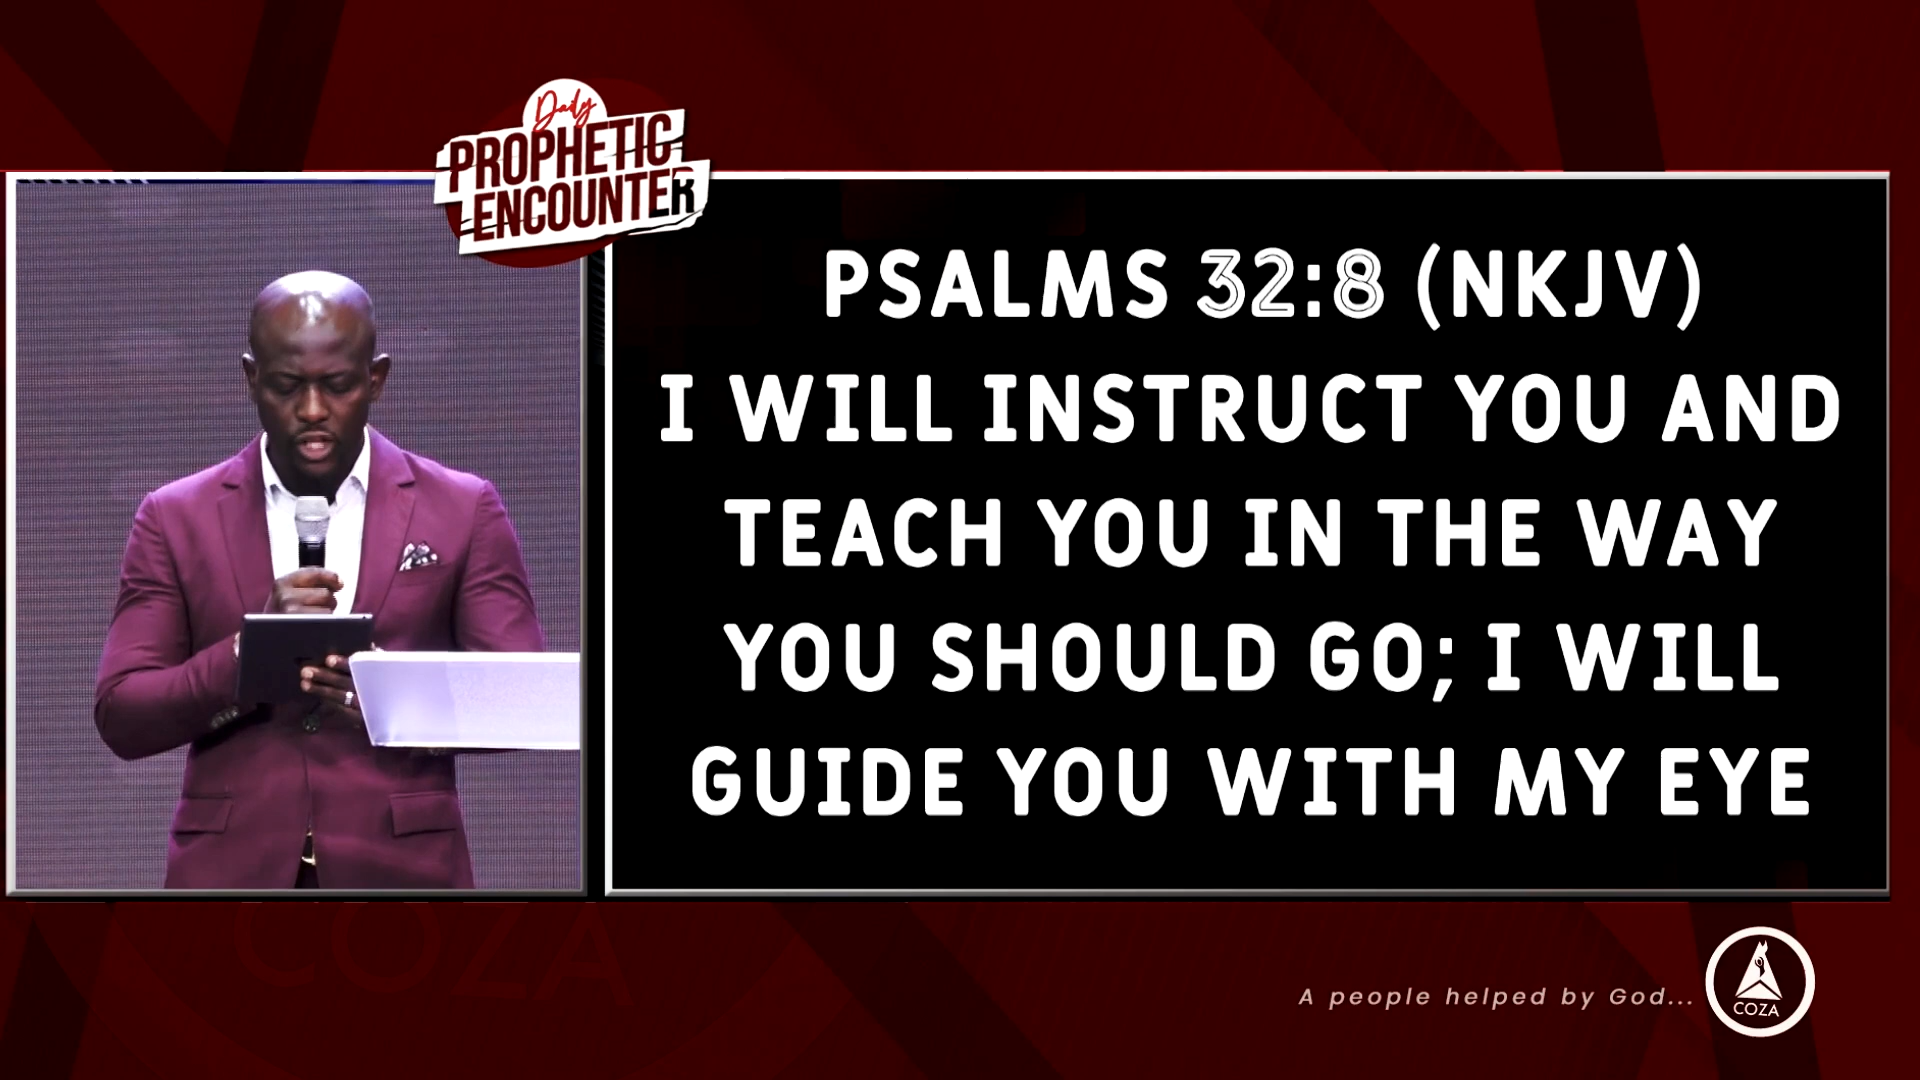 Daily
PROPHETIC
ENCOUNTER
PSALMS 32:8 (NKJV)
I WILL INSTRUCT YOU AND
TEACH YOU IN THE WAY
YOU SHOULD GO; I WILL
GUIDE YOU WITH MY EYE
COZA
A people helped by God...
COZA